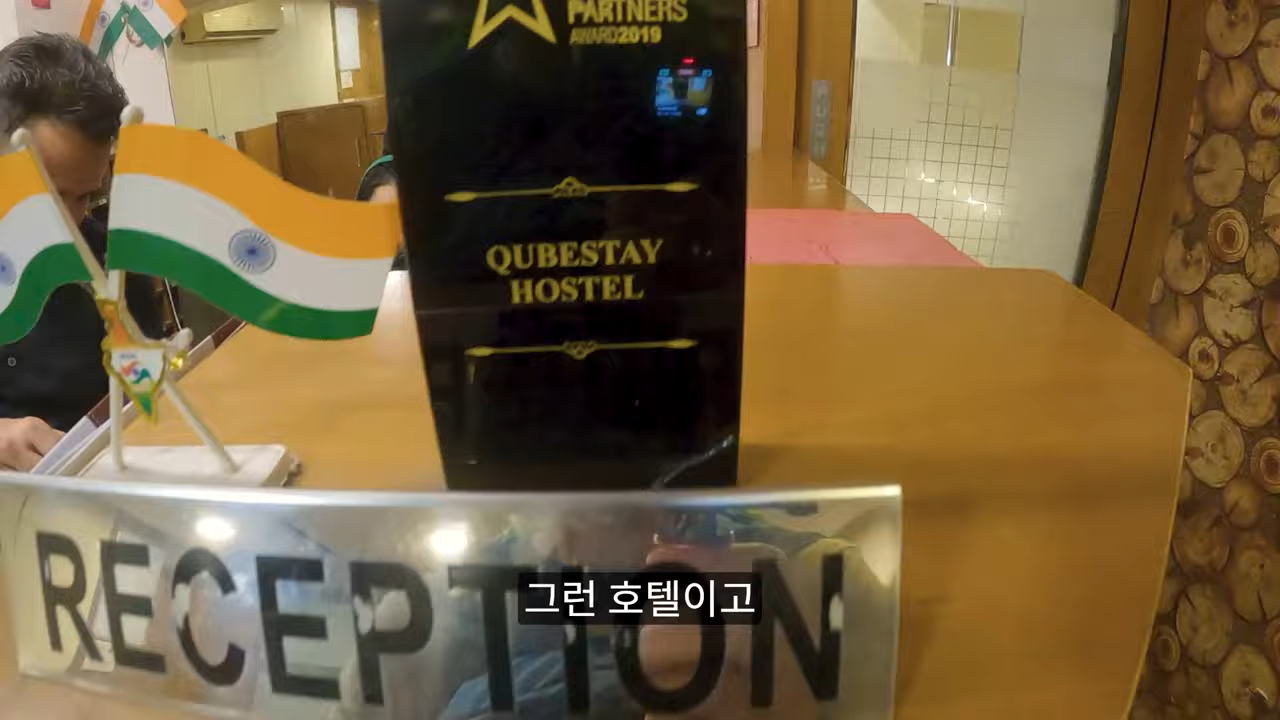 PARTNERS
AWARD2019
QUBESTAY
HOSTEL
RECEPTION
그런 호텔이고